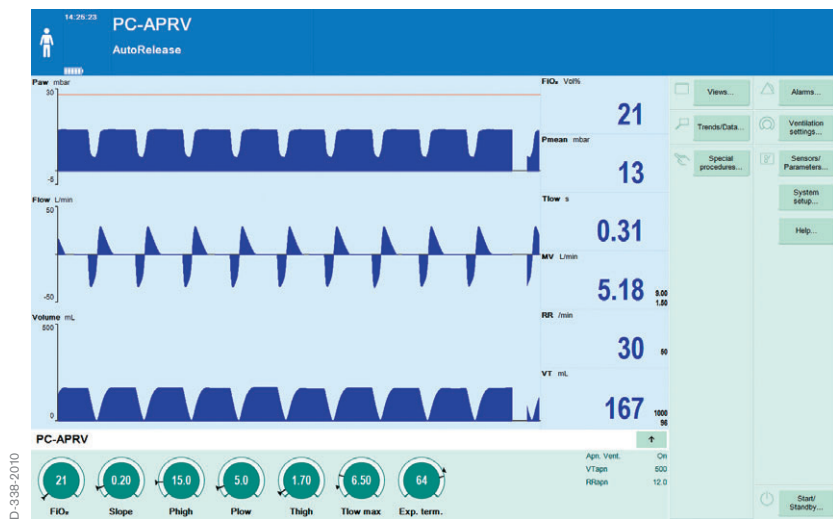 14:26:23
PC-APRV
AutoRelease
Paw mbar
30
-5
Flow L/min
50
-50
Volume mL
500
0
FiO₂ Vol%
21
Pmean mbar
13
Tlow s
0.31
MV L/min
5.18
9.00
1.50
RR /min
30
50
VT mL
167
1000
96
Views...
Alarms...
Trends/Data...
Ventilation
settings...
Special
procedures...
Sensors/
Parameters...
System
setup...
Help...
PC-APRV
21
FiO₂
0.20
Slope
15.0
Phigh
5.0
Plow
1.70
Thigh
6.50
Tlow max
64
Exp. term.
Apn. Vent. On
VTapn 500
RRapn 12.0
Start/
Standby...
D-338-2010